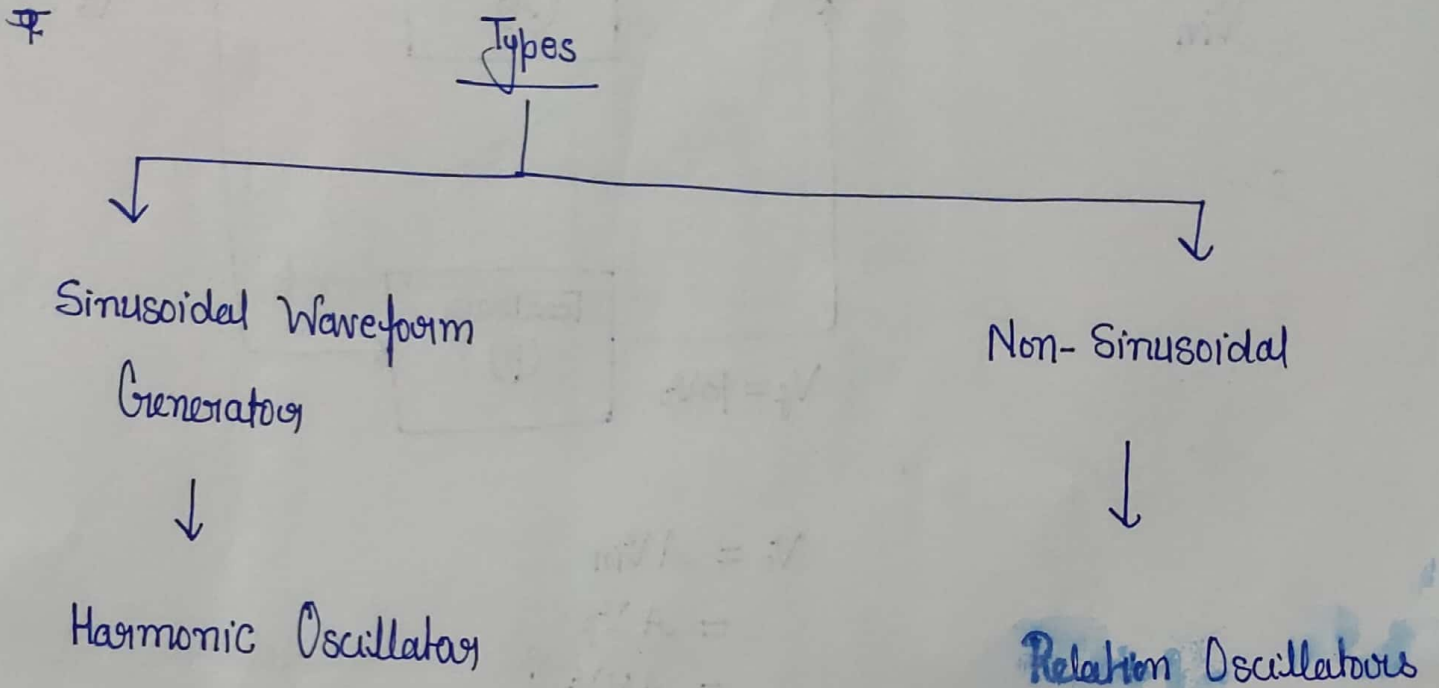 Types
Sinusoidal Waveform
Generator
Non-Sinusoidal
Harmonic Oscillator
Relation Oscillators